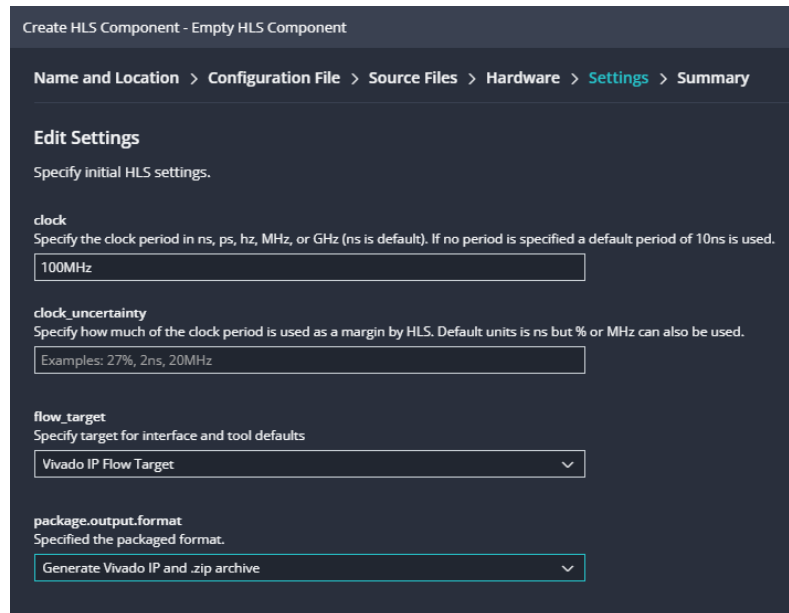 Create HLS Component - Empty HLS Component
Name and Location > Configuration File > Source Files > Hardware > Settings > Summary
Edit Settings
Specify initial HLS settings.
clock
Specify the clock period in ns, ps, hz, MHz, or GHz (ns is default). If no period is specified a default period of 10ns is used.
100MHz
clock_uncertainty
Specify how much of the clock period is used as a margin by HLS. Default units is ns but % or MHz can also be used.
Examples: 27%, 2ns, 20MHz
flow_target
Specify target for interface and tool defaults
Vivado IP Flow Target
package.output.format
Specified the packaged format.
Generate Vivado IP and .zip archive